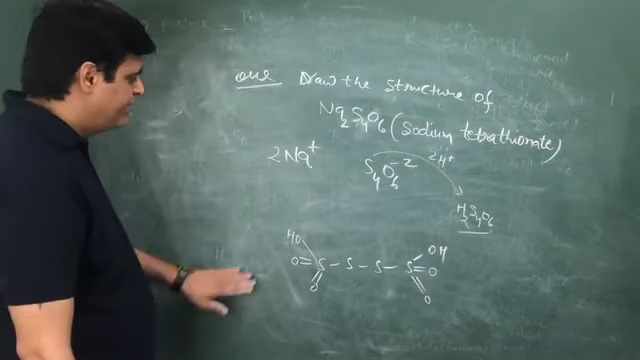 Que Draw the structure of
Na2S4O6 (Sodium tetrathionate)
2Na+ S4O6-2 2H+
H2S4O6
HO OH
O=S-S-S-S=O
O O